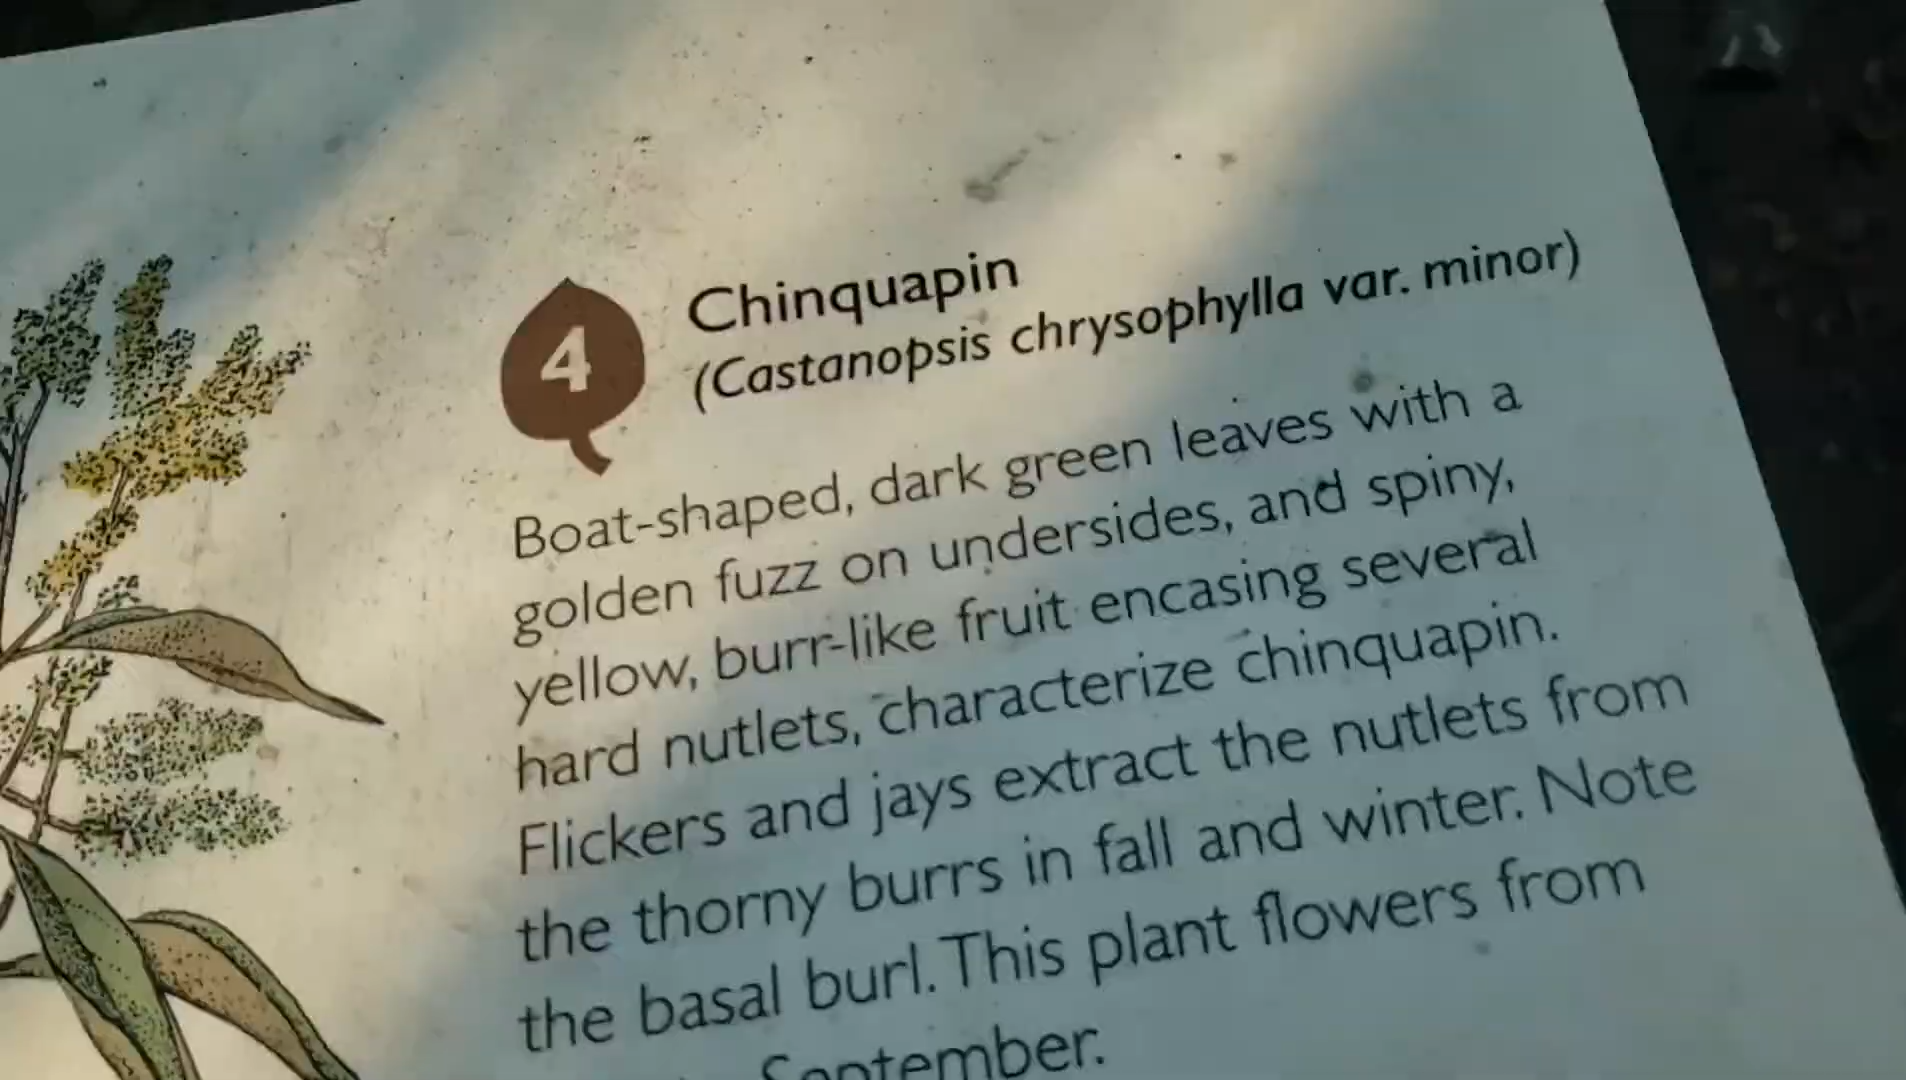 4
Chinquapin
(Castanopsis chrysophylla var. minor)
Boat-shaped, dark green leaves with a
golden fuzz on undersides, and spiny,
yellow, burr-like fruit encasing several
hard nutlets, characterize chinquapin.
Flickers and jays extract the nutlets from
the thorny burrs in fall and winter. Note
the basal burl. This plant flowers from
September.